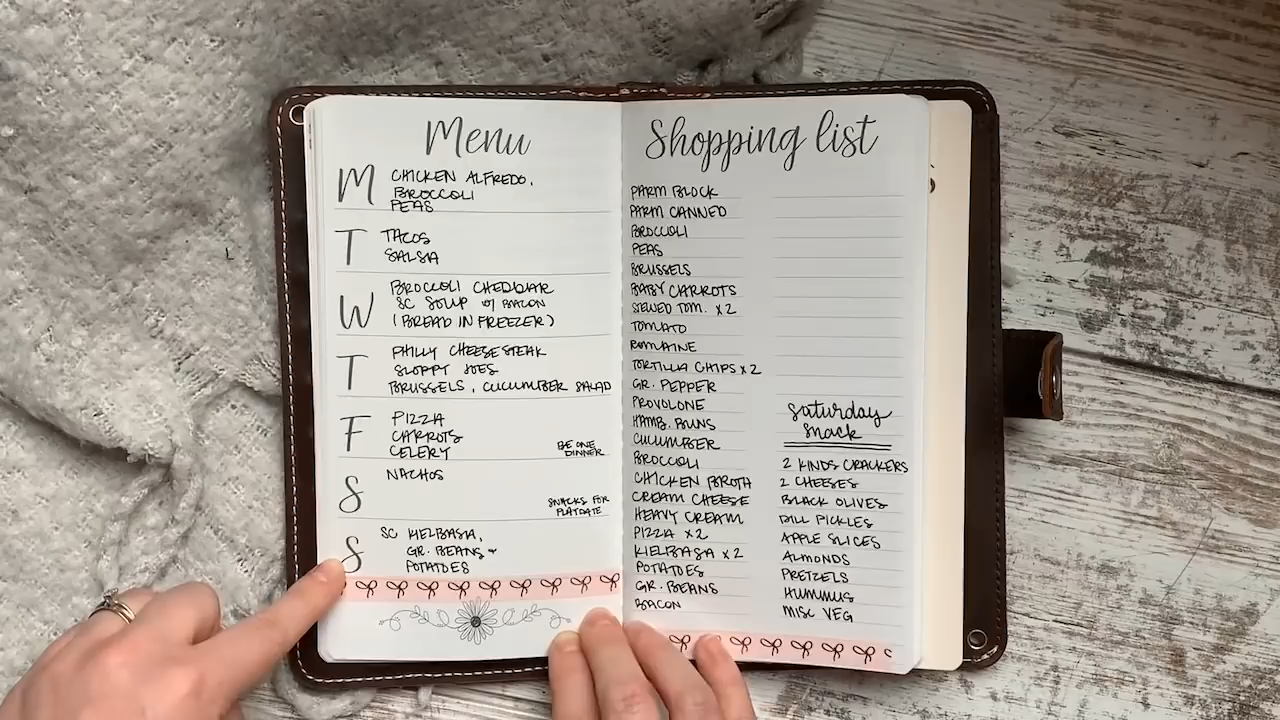 Menu
M
CHICKEN ALFREDO,
BROCCOLI
PEAS
T
TACOS
SALSA
W
BROCCOLI CHEDDAR
SC SOUP W/ BACON
(BREAD IN FREEZER)
T
PHILLY CHEESESTEAK
SLOPPY JOES
BRUSSELS, CUCUMBER SALAD
F
PIZZA
CARROTS
CELERY
BE ONE
DINNER
S
NACHOS
SNACKS FOR
PLAYDATE
S
SC KIELBASA,
GR. BEANS +
POTATOES
Shopping list
PARM BLOCK
PARM CANNED
BROCCOLI
PEAS
BRUSSELS
BABY CARROTS
STEWED TOM. X2
TOMATO
ROMAINE
TORTILLA CHIPS X2
GR. PEPPER
PROVOLONE
HAMB. BUNS
CUCUMBER
BROCCOLI
CHICKEN BROTH
CREAM CHEESE
HEAVY CREAM
PIZZA X2
KIELBASA X2
POTATOES
GR. BEANS
BACON
Saturday
Snack
2 KINDS CRACKERS
2 CHEESES
BLACK OLIVES
DILL PICKLES
APPLE SLICES
ALMONDS
PRETZELS
HUMMUS
MISC VEG